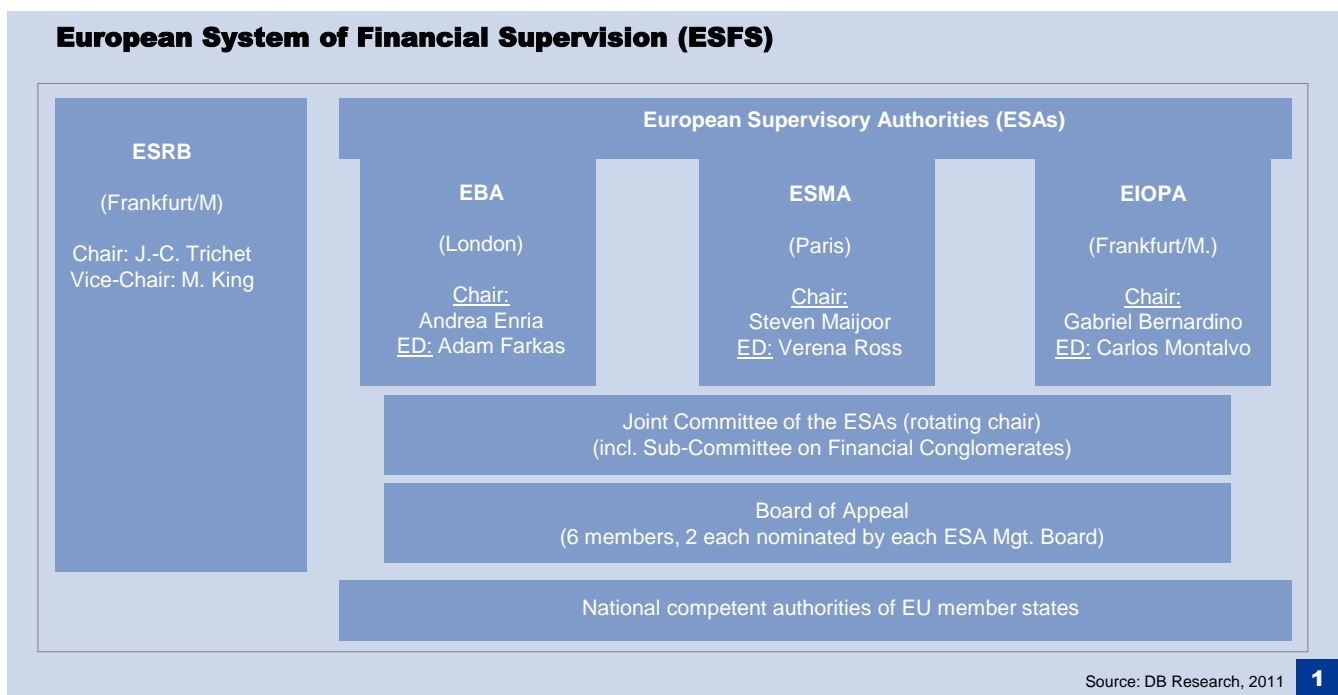 European System of Financial Supervision (ESFS)
ESRB
(Frankfurt/M)
Chair: J.-C. Trichet
Vice-Chair: M. King
European Supervisory Authorities (ESAs)
EBA
(London)
Chair:
Andrea Enria
ED: Adam Farkas
ESMA
(Paris)
Chair:
Steven Maijoor
ED: Verena Ross
EIOPA
(Frankfurt/M.)
Chair:
Gabriel Bernardino
ED: Carlos Montalvo
Joint Committee of the ESAs (rotating chair)
(incl. Sub-Committee on Financial Conglomerates)
Board of Appeal
(6 members, 2 each nominated by each ESA Mgt. Board)
National competent authorities of EU member states
Source: DB Research, 2011
1